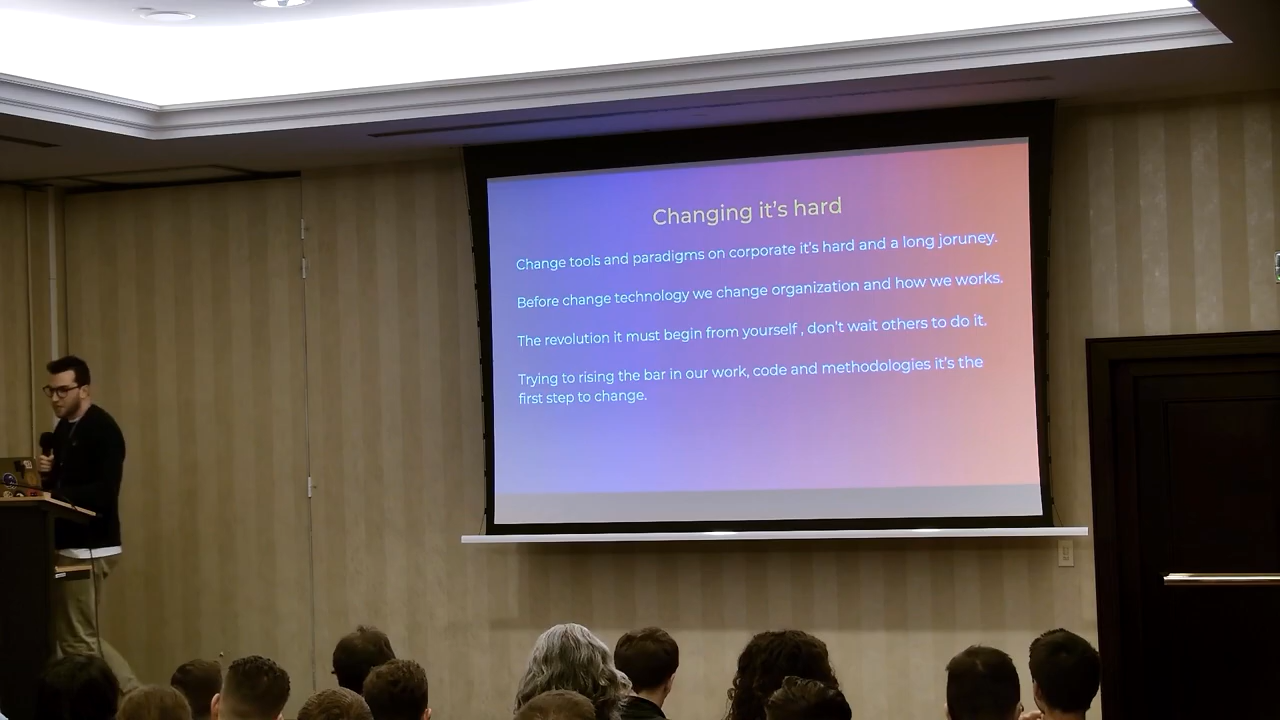 Changing it's hard
Change tools and paradigms on corporate it's hard and a long joruney.
Before change technology we change organization and how we works.
The revolution it must begin from yourself , don't wait others to do it.
Trying to rising the bar in our work, code and methodologies it's the
first step to change.